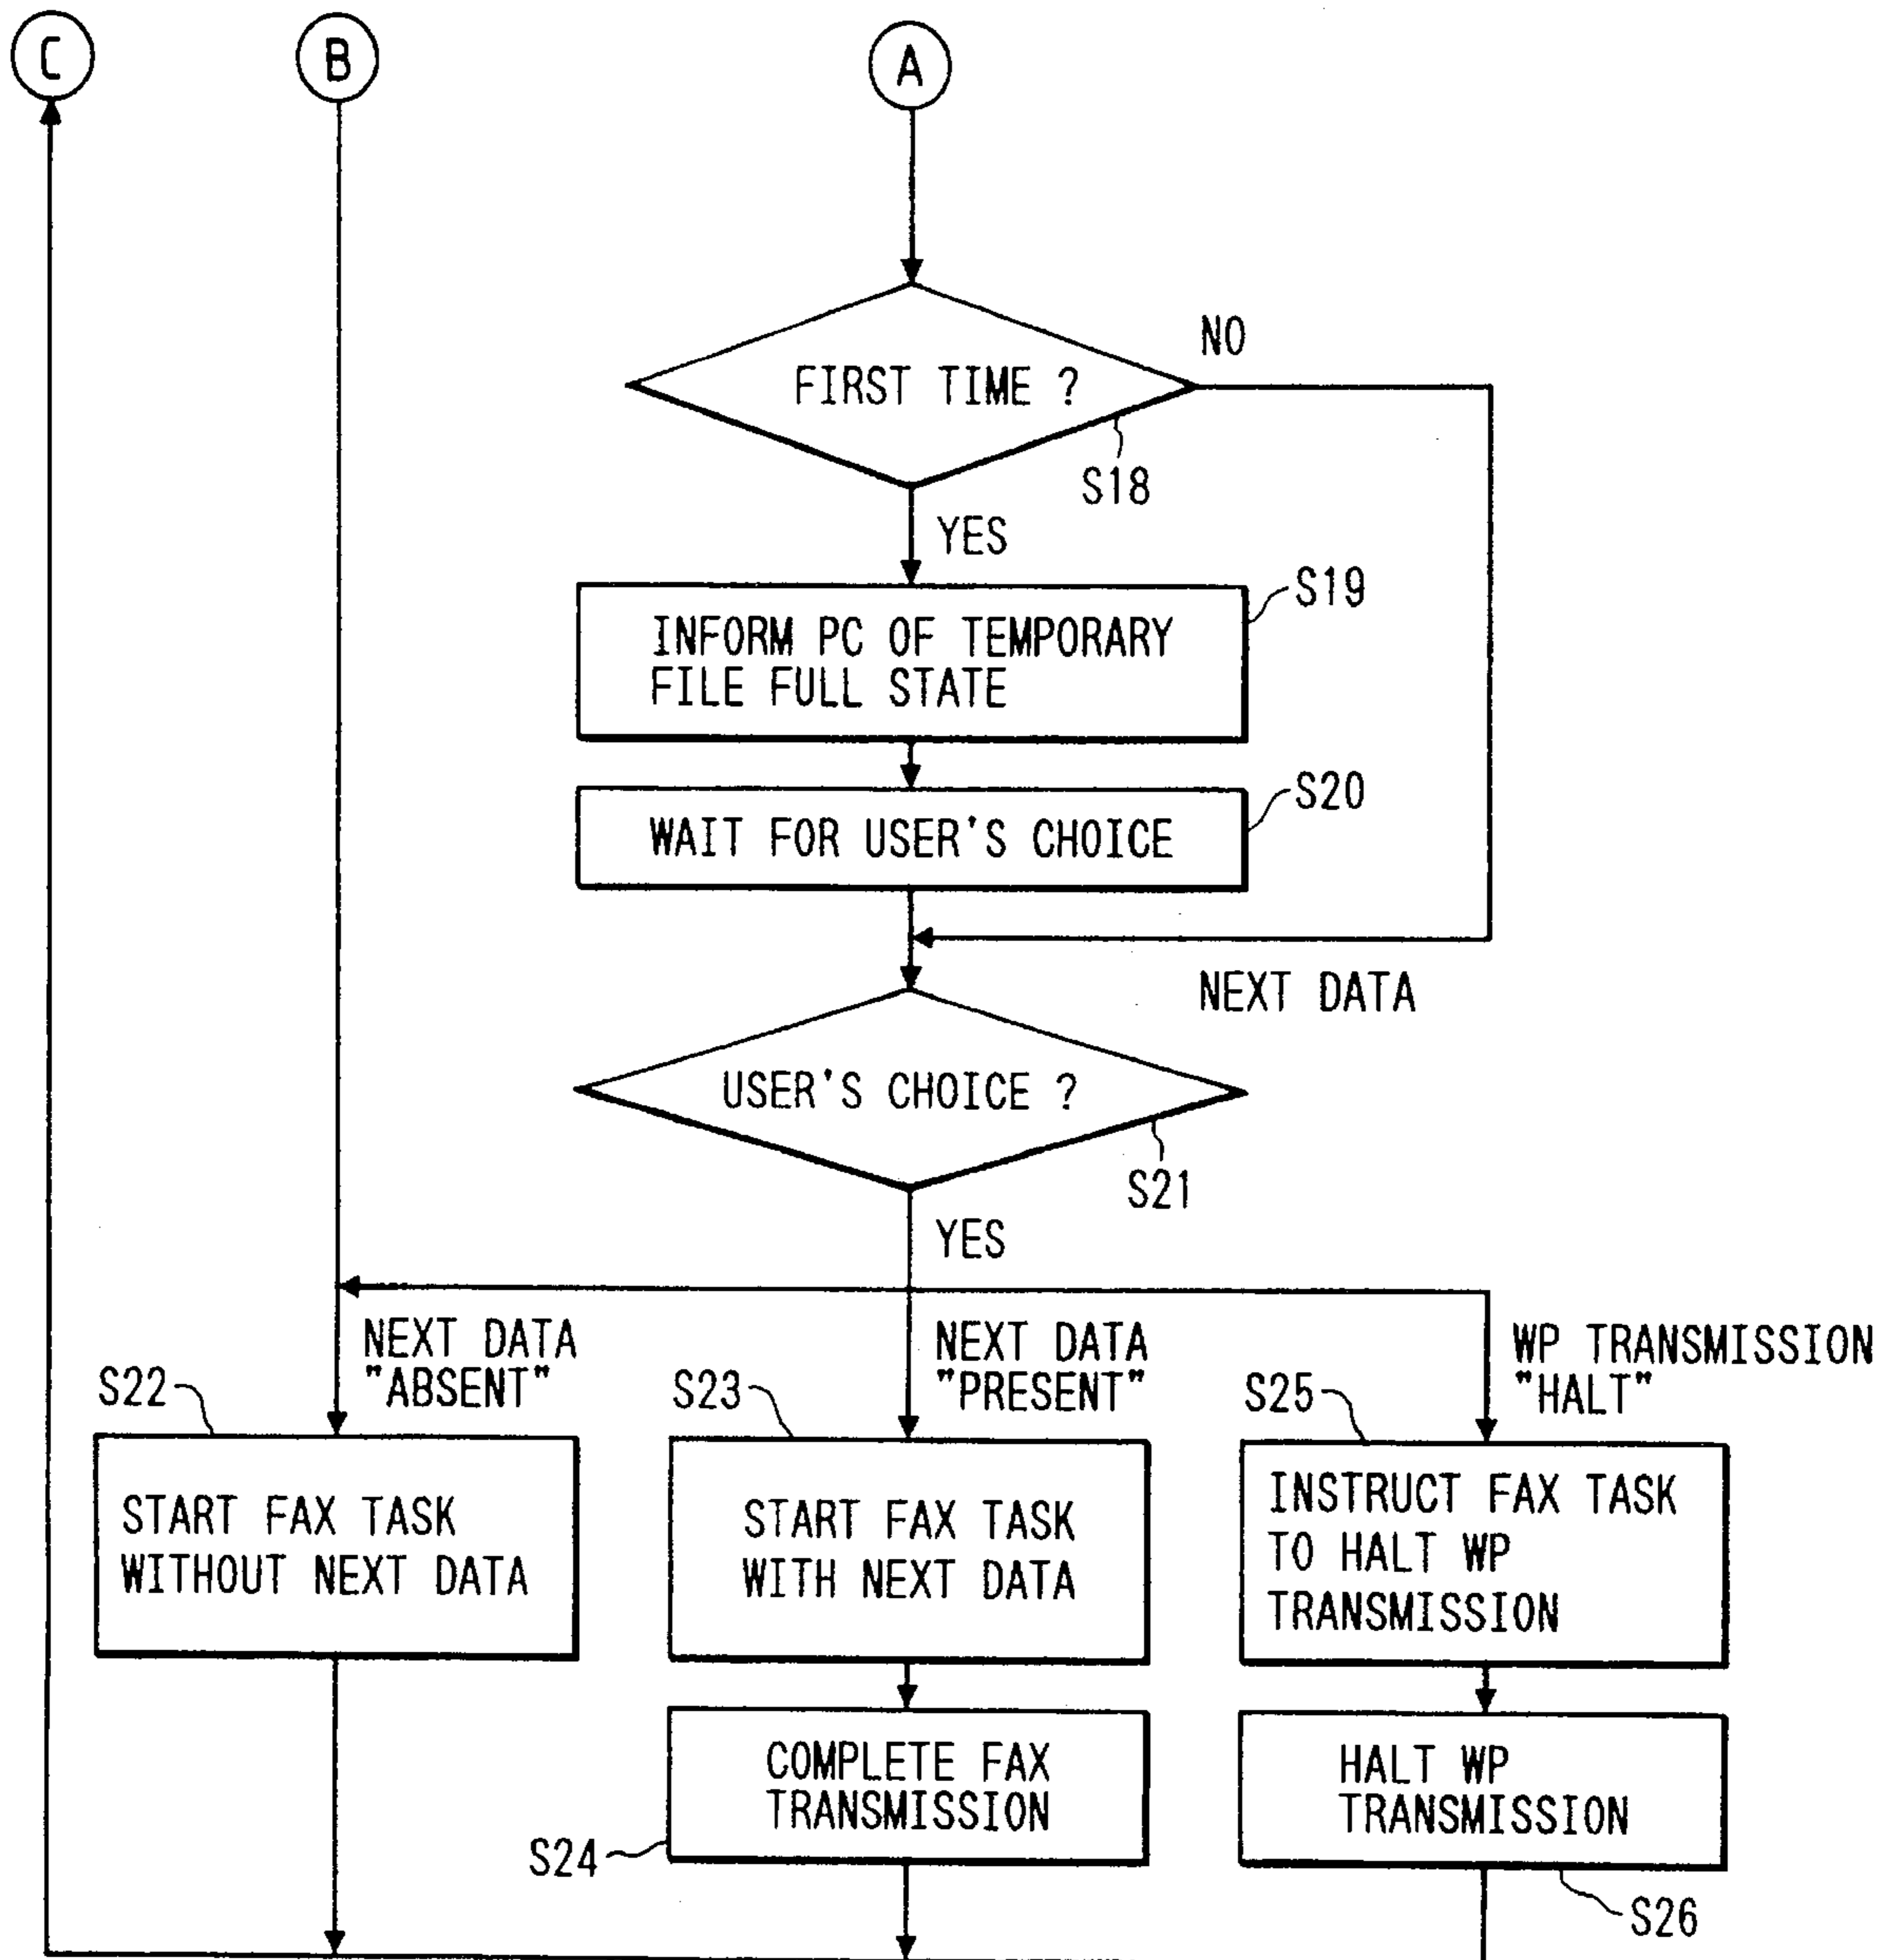 C
B
A
FIRST TIME ?
NO
S18
YES
INFORM PC OF TEMPORARY
FILE FULL STATE
S19
WAIT FOR USER'S CHOICE
S20
NEXT DATA
USER'S CHOICE ?
S21
YES
NEXT DATA
"ABSENT"
NEXT DATA
"PRESENT"
WP TRANSMISSION
"HALT"
S22
START FAX TASK
WITHOUT NEXT DATA
S23
START FAX TASK
WITH NEXT DATA
S25
INSTRUCT FAX TASK
TO HALT WP
TRANSMISSION
COMPLETE FAX
TRANSMISSION
S24
HALT WP
TRANSMISSION
S26